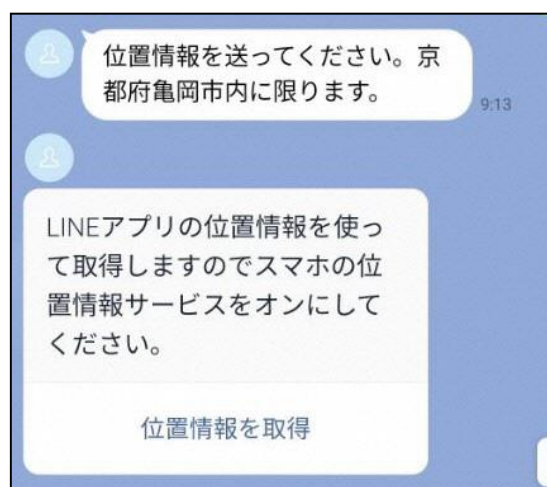 位置情報を送ってください。京
都府亀岡市内に限ります。
9:13
LINEアプリの位置情報を使っ
て取得しますのでスマホの位
置情報サービスをオンにして
ください。
位置情報を取得